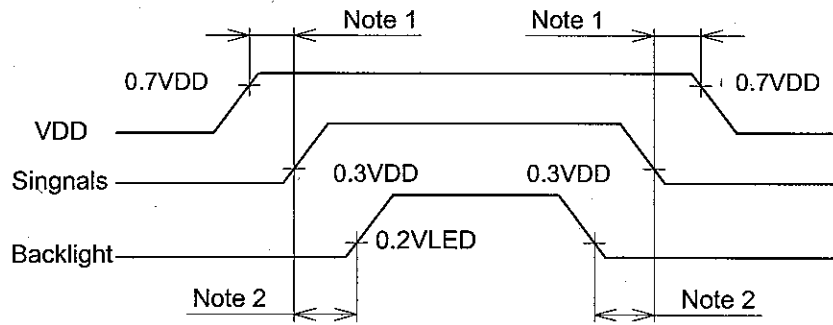 Note 1 Note 1
0.7VDD 0.7VDD
VDD
Singnals 0.3VDD 0.3VDD
Backlight 0.2VLED
Note 2 Note 2